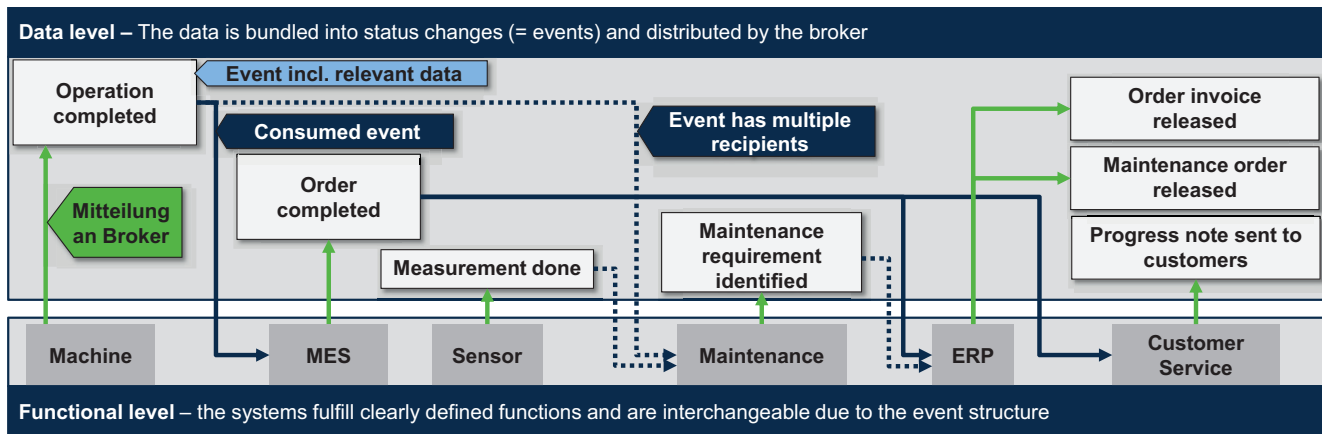 Data level – The data is bundled into status changes (= events) and distributed by the broker
Operation
completed
Event incl. relevant data
Consumed event
Event has multiple
recipients
Order invoice
released
Order
completed
Maintenance order
released
Mitteilung
an Broker
Maintenance
requirement
identified
Progress note sent to
customers
Measurement done
Machine
MES
Sensor
Maintenance
ERP
Customer
Service
Functional level – the systems fulfill clearly defined functions and are interchangeable due to the event structure